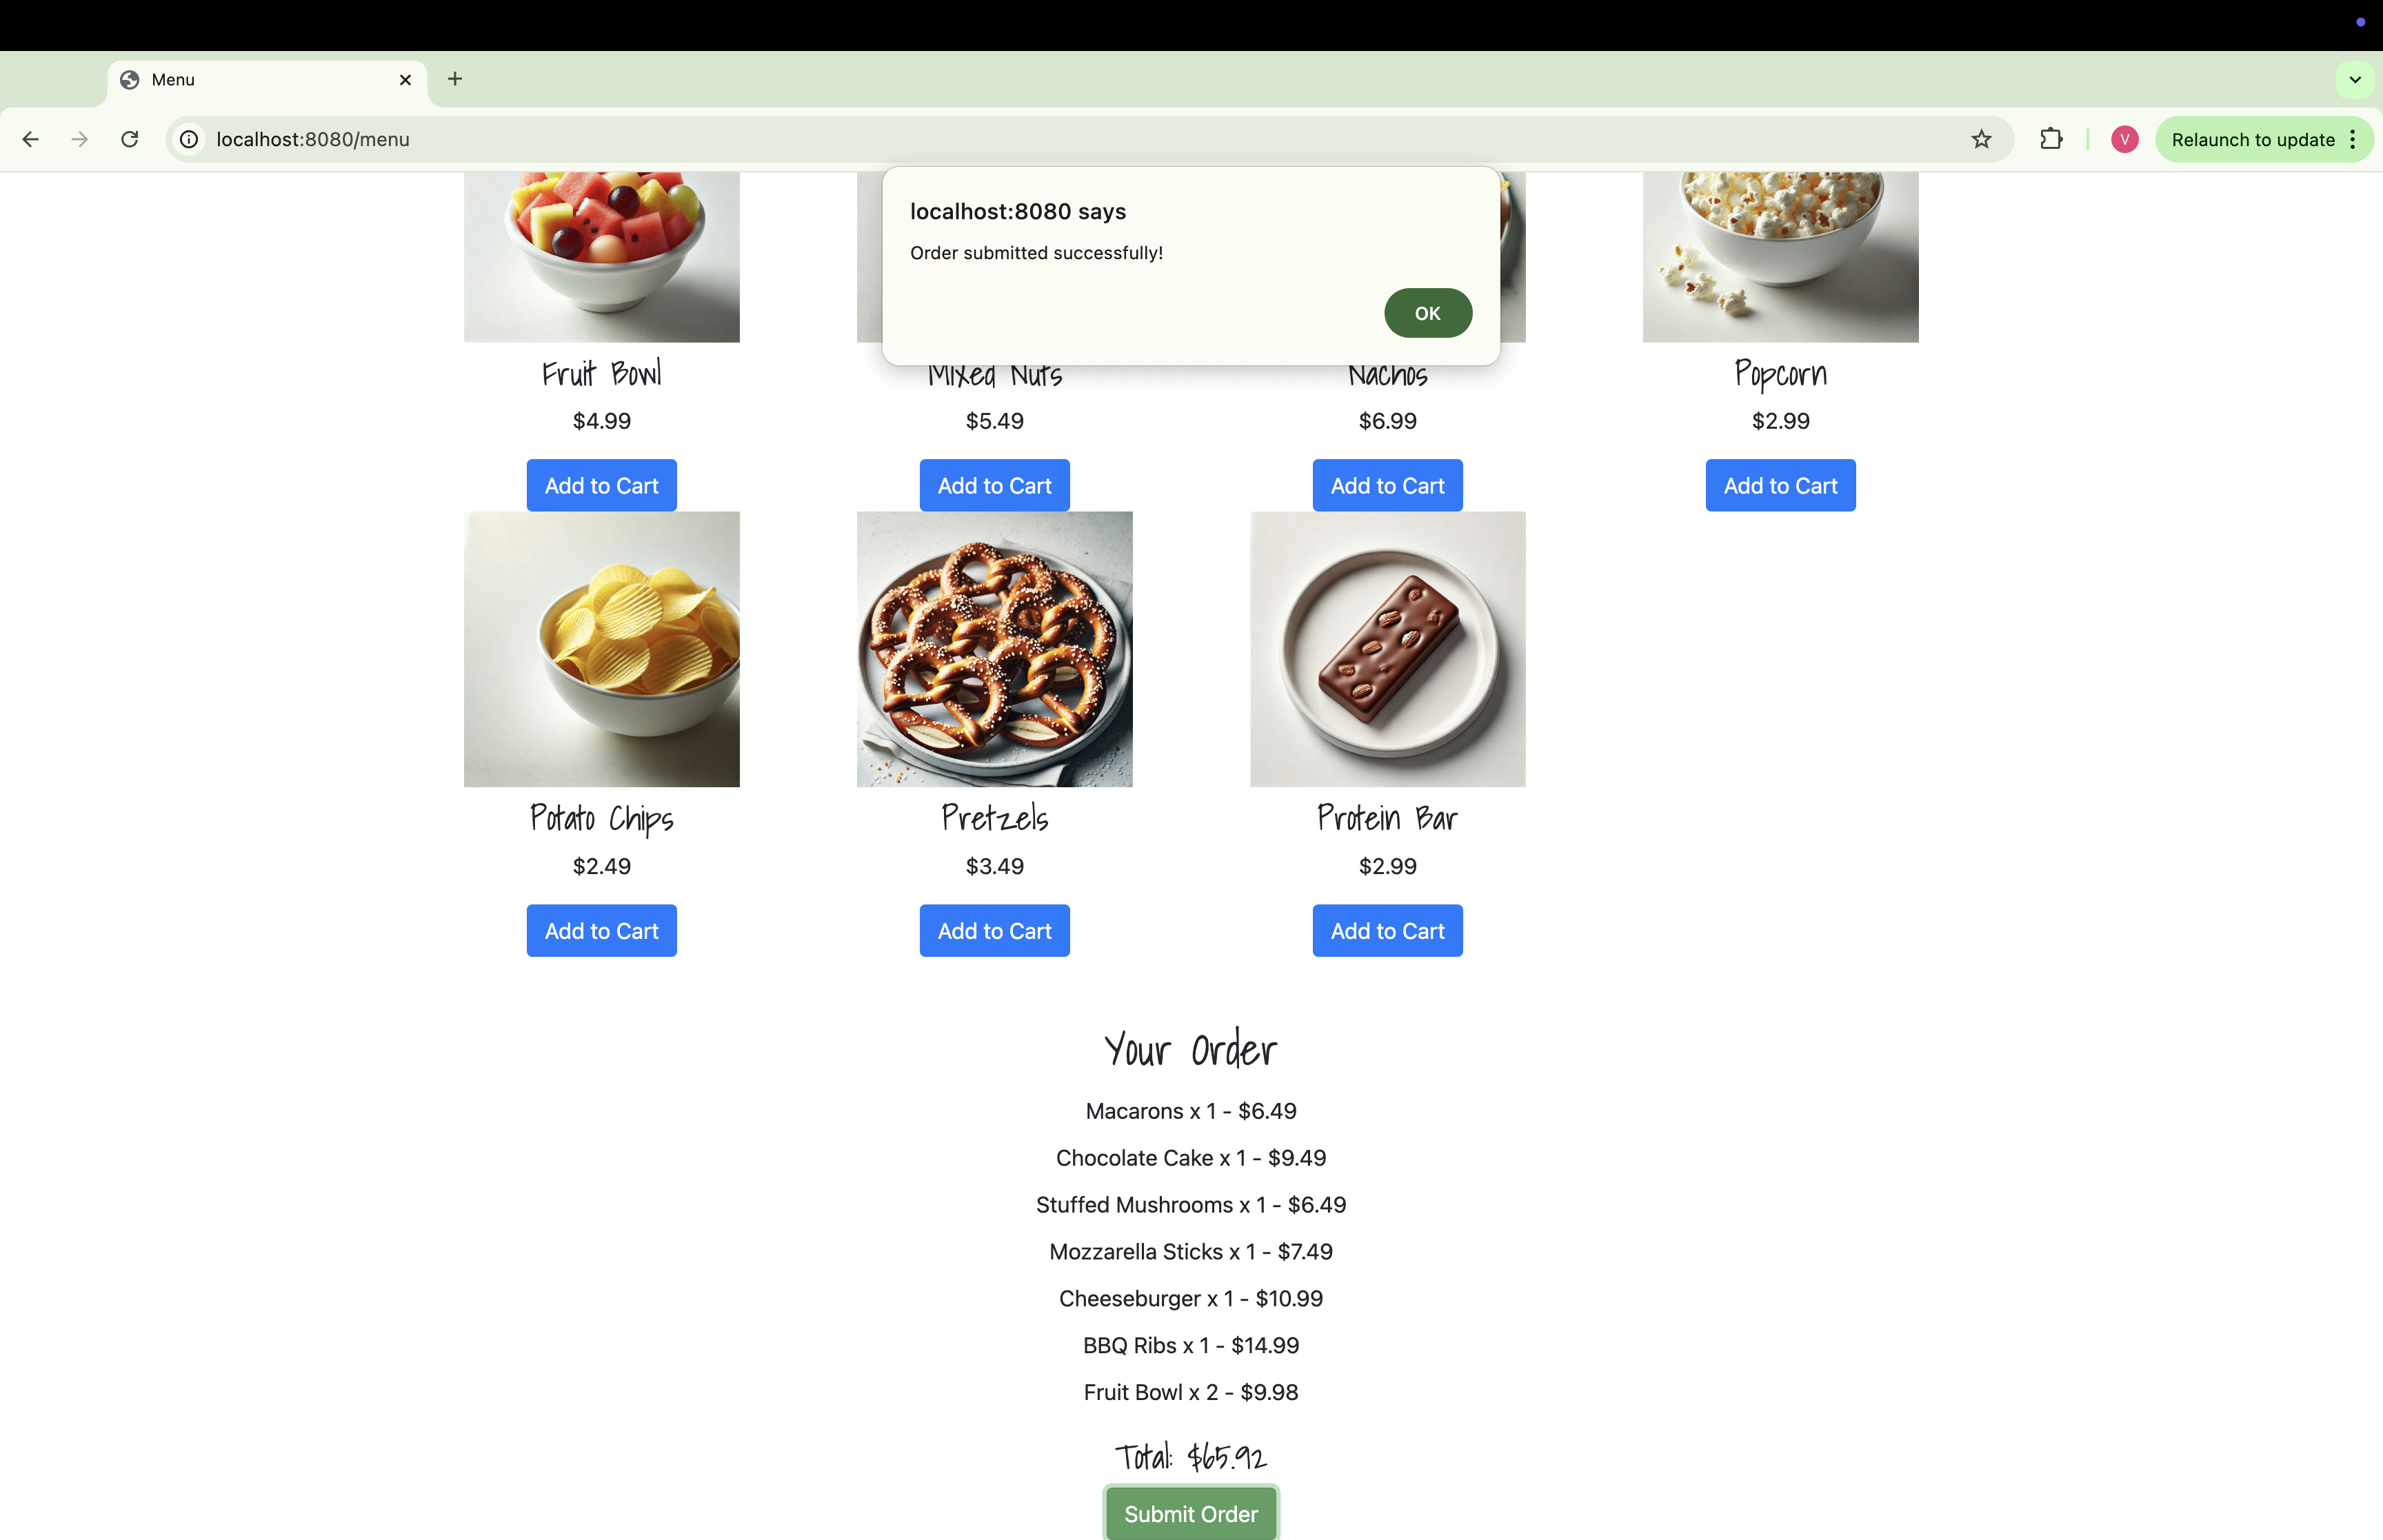 Menu
localhost:8080/menu
V
Relaunch to update
localhost:8080 says
Order submitted successfully!
OK
Fruit Bowl
Mixed Nuts
Nachos
Popcorn
$4.99
$5.49
$6.99
$2.99
Add to Cart
Add to Cart
Add to Cart
Add to Cart
Potato Chips
Pretzels
Protein Bar
$2.49
$3.49
$2.99
Add to Cart
Add to Cart
Add to Cart
Your Order
Macarons x 1 - $6.49
Chocolate Cake x 1 - $9.49
Stuffed Mushrooms x 1 - $6.49
Mozzarella Sticks x 1 - $7.49
Cheeseburger x 1 - $10.99
BBQ Ribs x 1 - $14.99
Fruit Bowl x 2 - $9.98
Total: $65.92
Submit Order